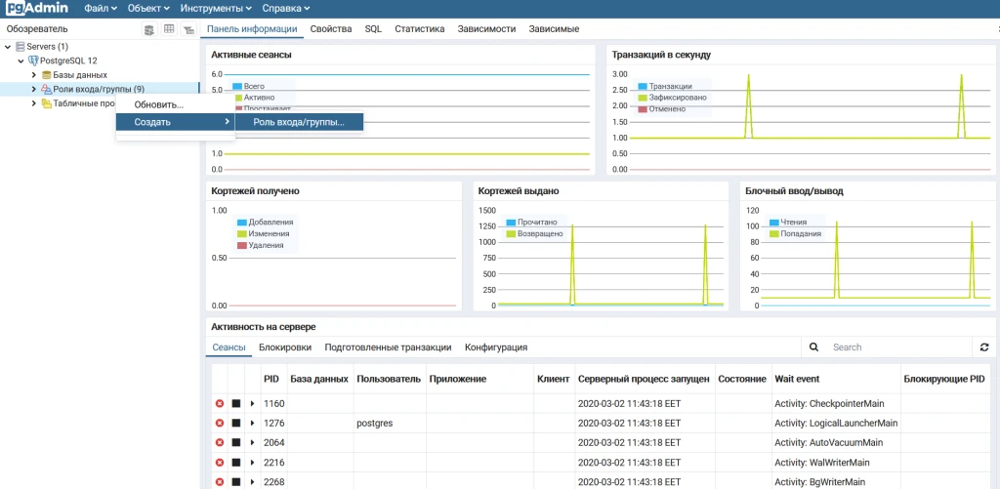 pgAdmin Файл Объект Инструменты Справка
Обозреватель
Панель информации Свойства SQL Статистика Зависимости Зависимые
Servers (1)
PostgreSQL 12
Базы данных
Роли входа/группы (9)
Табличные про
Обновить...
Создать
Роль входа/группы...
Активные сеансы
6.0
5.0
1.0
0.0
Всего
Активно
Простаивает
Транзакций в секунду
3.00
2.50
2.00
1.50
1.00
0.50
0.00
Транзакции
Зафиксировано
Отменено
Кортежей получено
1.00
0.50
0.00
Добавления
Изменения
Удаления
Кортежей выдано
1500
1250
1000
750
500
250
0
Прочитано
Возвращено
Блочный ввод/вывод
120
100
80
60
40
20
0
Чтения
Попадания
Активность на сервере
Сеансы Блокировки Подготовленные транзакции Конфигурация
Search
PID База данных Пользователь Приложение Клиент Серверный процесс запущен Состояние Wait event Блокирующие PID
1160 2020-03-02 11:43:18 EET Activity: CheckpointerMain
1276 postgres 2020-03-02 11:43:18 EET Activity: LogicalLauncherMain
2064 2020-03-02 11:43:18 EET Activity: AutoVacuumMain
2216 2020-03-02 11:43:18 EET Activity: WalWriterMain
2268 2020-03-02 11:43:18 EET Activity: BgWriterMain